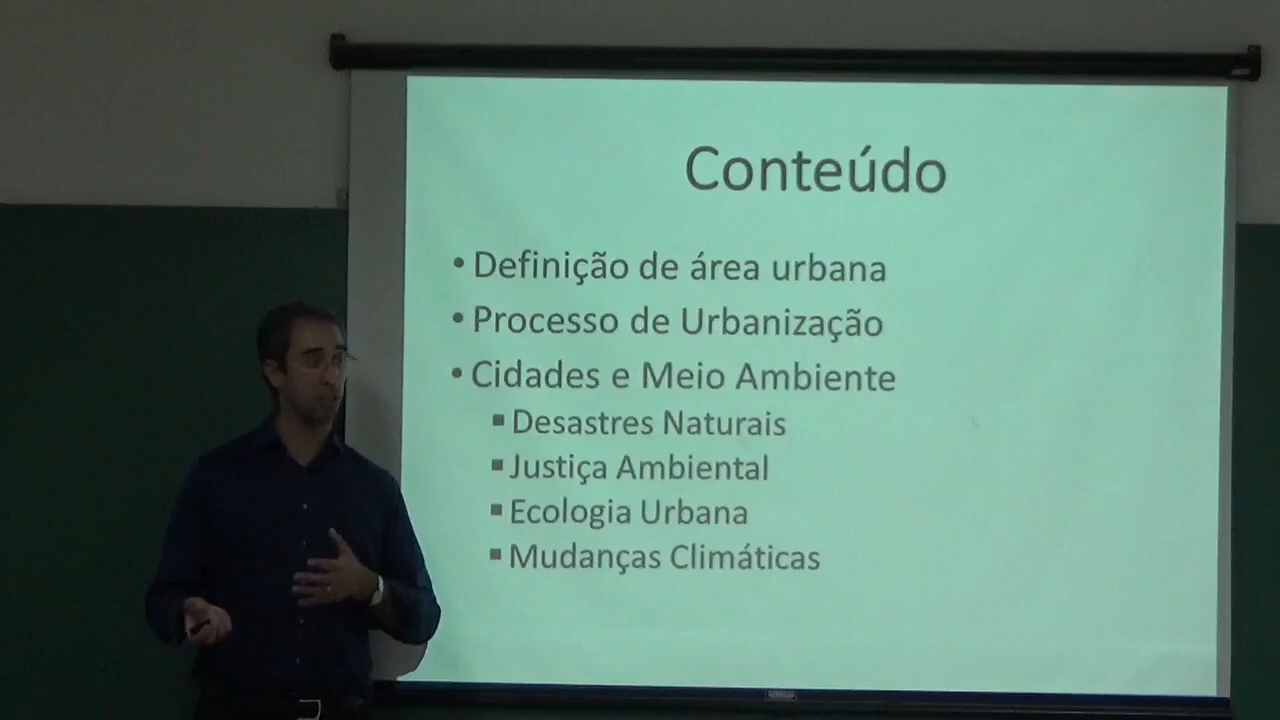 Conteúdo
• Definição de área urbana
• Processo de Urbanização
• Cidades e Meio Ambiente
▪ Desastres Naturais
▪ Justiça Ambiental
▪ Ecologia Urbana
▪ Mudanças Climáticas